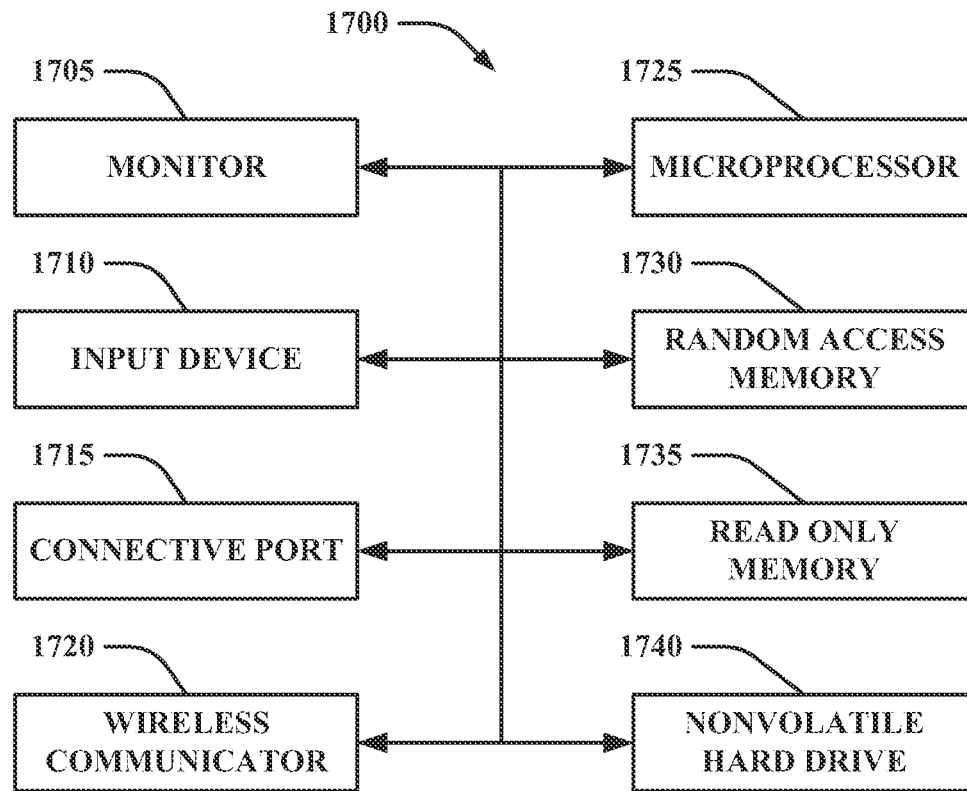 1700
1705
MONITOR
1725
MICROPROCESSOR
1710
INPUT DEVICE
1730
RANDOM ACCESS
MEMORY
1715
CONNECTIVE PORT
1735
READ ONLY
MEMORY
1720
WIRELESS
COMMUNICATOR
1740
NONVOLATILE
HARD DRIVE